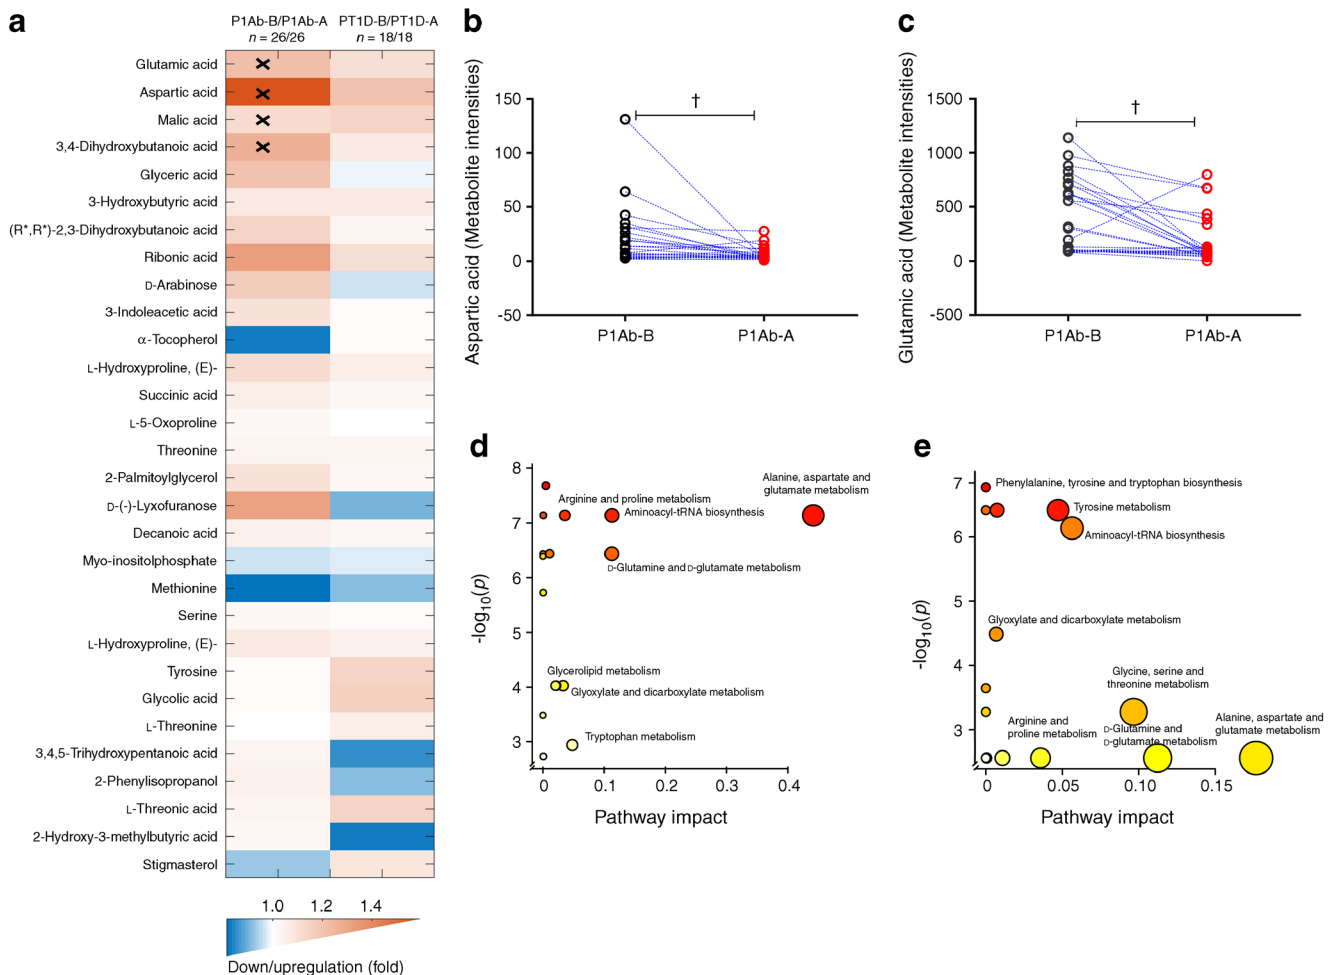 a
P1Ab-B/P1Ab-A
n = 26/26
PT1D-B/PT1D-A
n = 18/18
Glutamic acid
Aspartic acid
Malic acid
3,4-Dihydroxybutanoic acid
Glyceric acid
3-Hydroxybutyric acid
(R*,R*)-2,3-Dihydroxybutanoic acid
Ribonic acid
D-Arabinose
3-Indoleacetic acid
α-Tocopherol
L-Hydroxyproline, (E)-
Succinic acid
L-5-Oxoproline
Threonine
2-Palmitoylglycerol
D-(-)-Lyxofuranose
Decanoic acid
Myo-inositolphosphate
Methionine
Serine
L-Hydroxyproline, (E)-
Tyrosine
Glycolic acid
L-Threonine
3,4,5-Trihydroxypentanoic acid
2-Phenylisopropanol
L-Threonic acid
2-Hydroxy-3-methylbutyric acid
Stigmasterol
1.0 1.2 1.4
Down/upregulation (fold)
b
Aspartic acid (Metabolite intensities)
150
100
50
0
-50
†
P1Ab-B P1Ab-A
c
Glutamic acid (Metabolite intensities)
1500
1000
500
0
-500
†
P1Ab-B P1Ab-A
d
-log10(p)
8
7
6
5
4
3
Alanine, aspartate and
glutamate metabolism
Arginine and proline metabolism
Aminoacyl-tRNA biosynthesis
D-Glutamine and D-glutamate metabolism
Glycerolipid metabolism
Glyoxylate and dicarboxylate metabolism
Tryptophan metabolism
0 0.1 0.2 0.3 0.4
Pathway impact
e
-log10(p)
7
6
5
4
3
Phenylalanine, tyrosine and tryptophan biosynthesis
Tyrosine metabolism
Aminoacyl-tRNA biosynthesis
Glyoxylate and dicarboxylate metabolism
Glycine, serine and
threonine metabolism
Arginine and
proline metabolism
D-Glutamine and
D-glutamate metabolism
Alanine, aspartate and
glutamate metabolism
0 0.05 0.10 0.15
Pathway impact